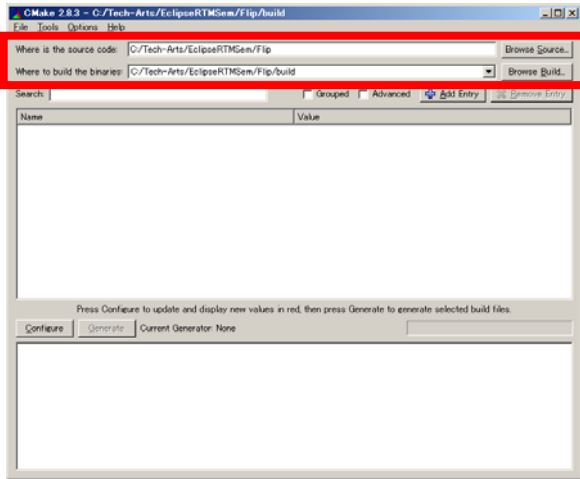 CMake 2.8.3 - C:/Tech-Arts/EclipseRTMSem/Flip/build
File Tools Options Help
Where is the source code: C:/Tech-Arts/EclipseRTMSem/Flip Browse Source...
Where to build the binaries: C:/Tech-Arts/EclipseRTMSem/Flip/build Browse Build...
Search: Grouped Advanced Add Entry Remove Entry
Name Value
Press Configure to update and display new values in red, then press Generate to generate selected build files.
Configure Generate Current Generator: None